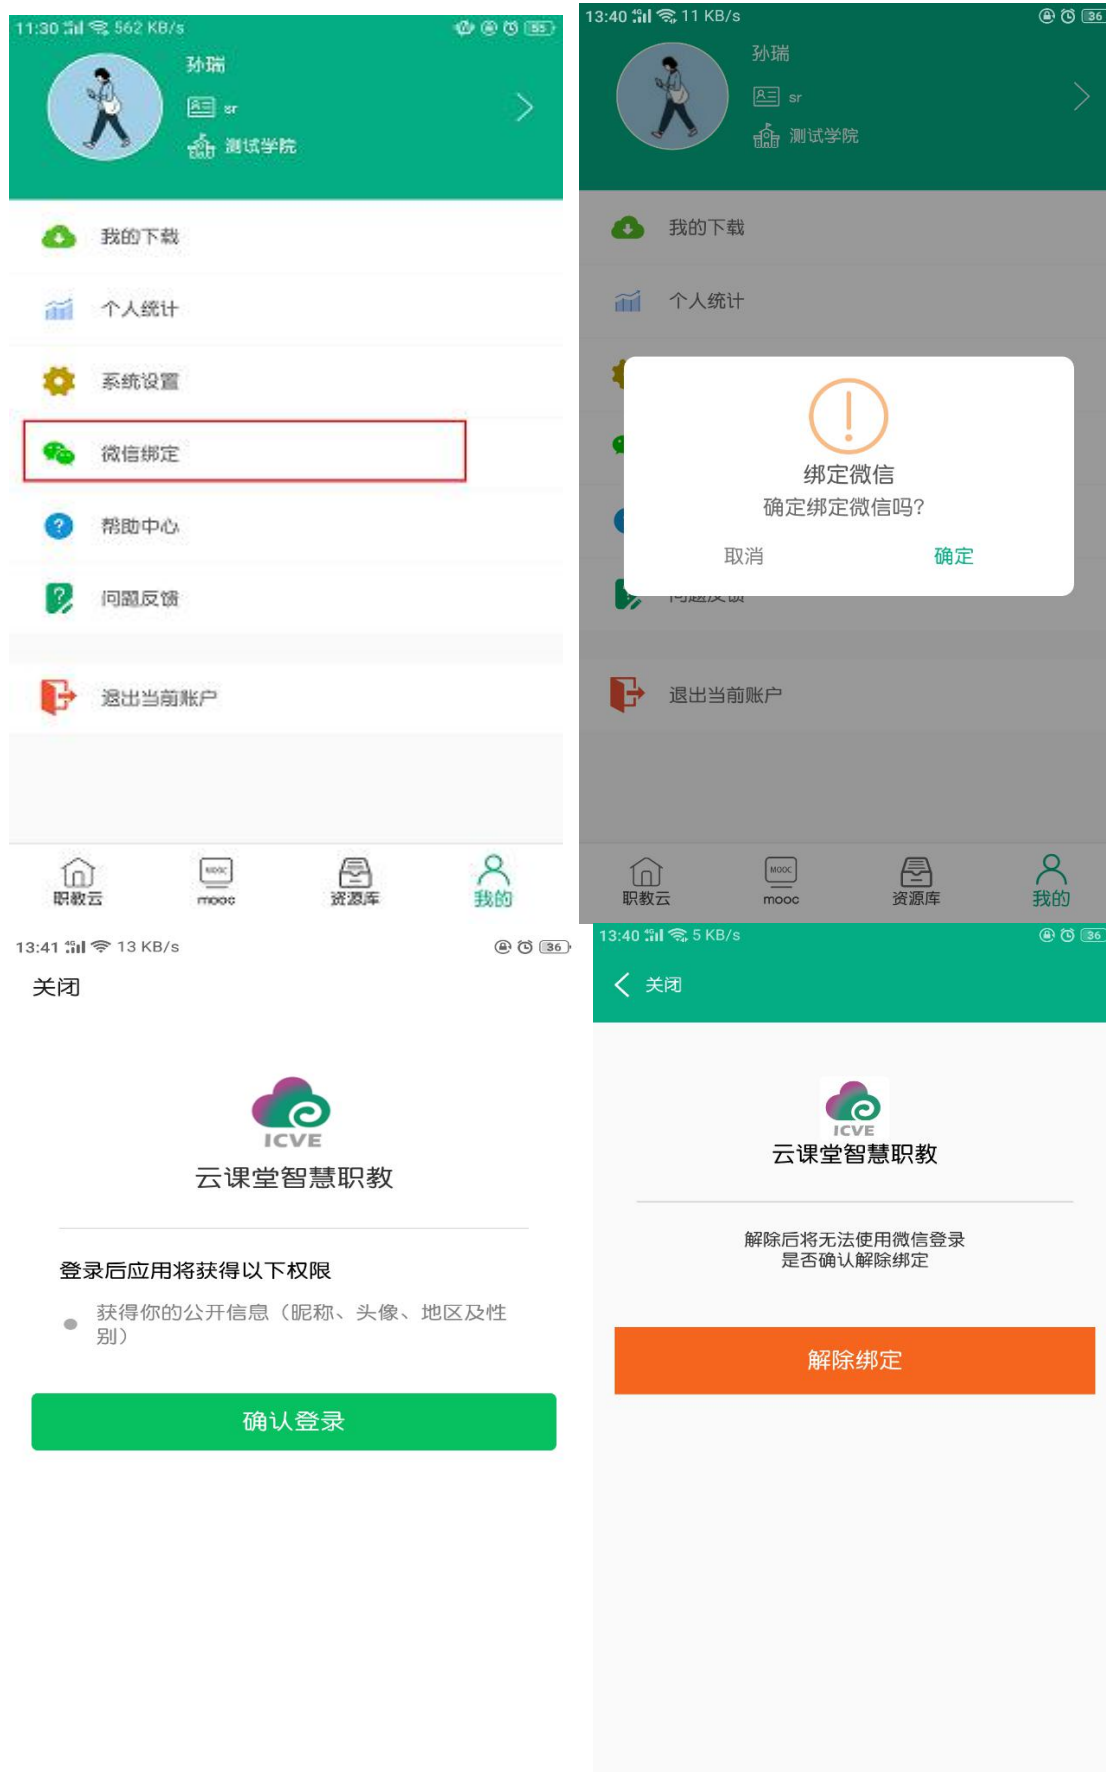 11:30 562 KB/s 55
孙瑞
sr
测试学院
我的下载
个人统计
系统设置
微信绑定
帮助中心
问题反馈
退出当前账户
职教云 mooc 资源库 我的
13:40 11 KB/s 36
孙瑞
sr
测试学院
我的下载
个人统计
绑定微信
确定绑定微信吗?
取消 确定
问题反馈
退出当前账户
MOOC
职教云 mooc 资源库 我的
13:41 13 KB/s 36
关闭
ICVE
云课堂智慧职教
登录后应用将获得以下权限
获得你的公开信息（昵称、头像、地区及性
别）
确认登录
13:40 5 KB/s 36
关闭
ICVE
云课堂智慧职教
解除后将无法使用微信登录
是否确认解除绑定
解除绑定